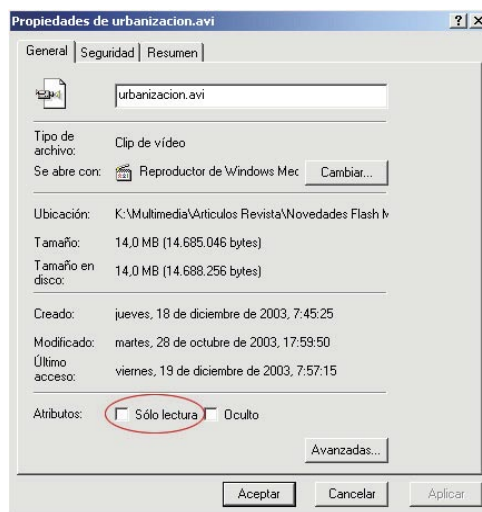 Propiedades de urbanizacion.avi
General Seguridad Resumen
urbanizacion.avi
Tipo de archivo: Clip de vídeo
Se abre con: Reproductor de Windows Mec Cambiar...
Ubicación: K:\Multimedia\Articulos Revista\Novedades Flash M
Tamaño: 14,0 MB (14.685.046 bytes)
Tamaño en disco: 14,0 MB (14.688.256 bytes)
Creado: jueves, 18 de diciembre de 2003, 7:45:25
Modificado: martes, 28 de octubre de 2003, 17:59:50
Último acceso: viernes, 19 de diciembre de 2003, 7:57:15
Atributos: Sólo lectura Oculto
Avanzadas...
Aceptar Cancelar Aplicar